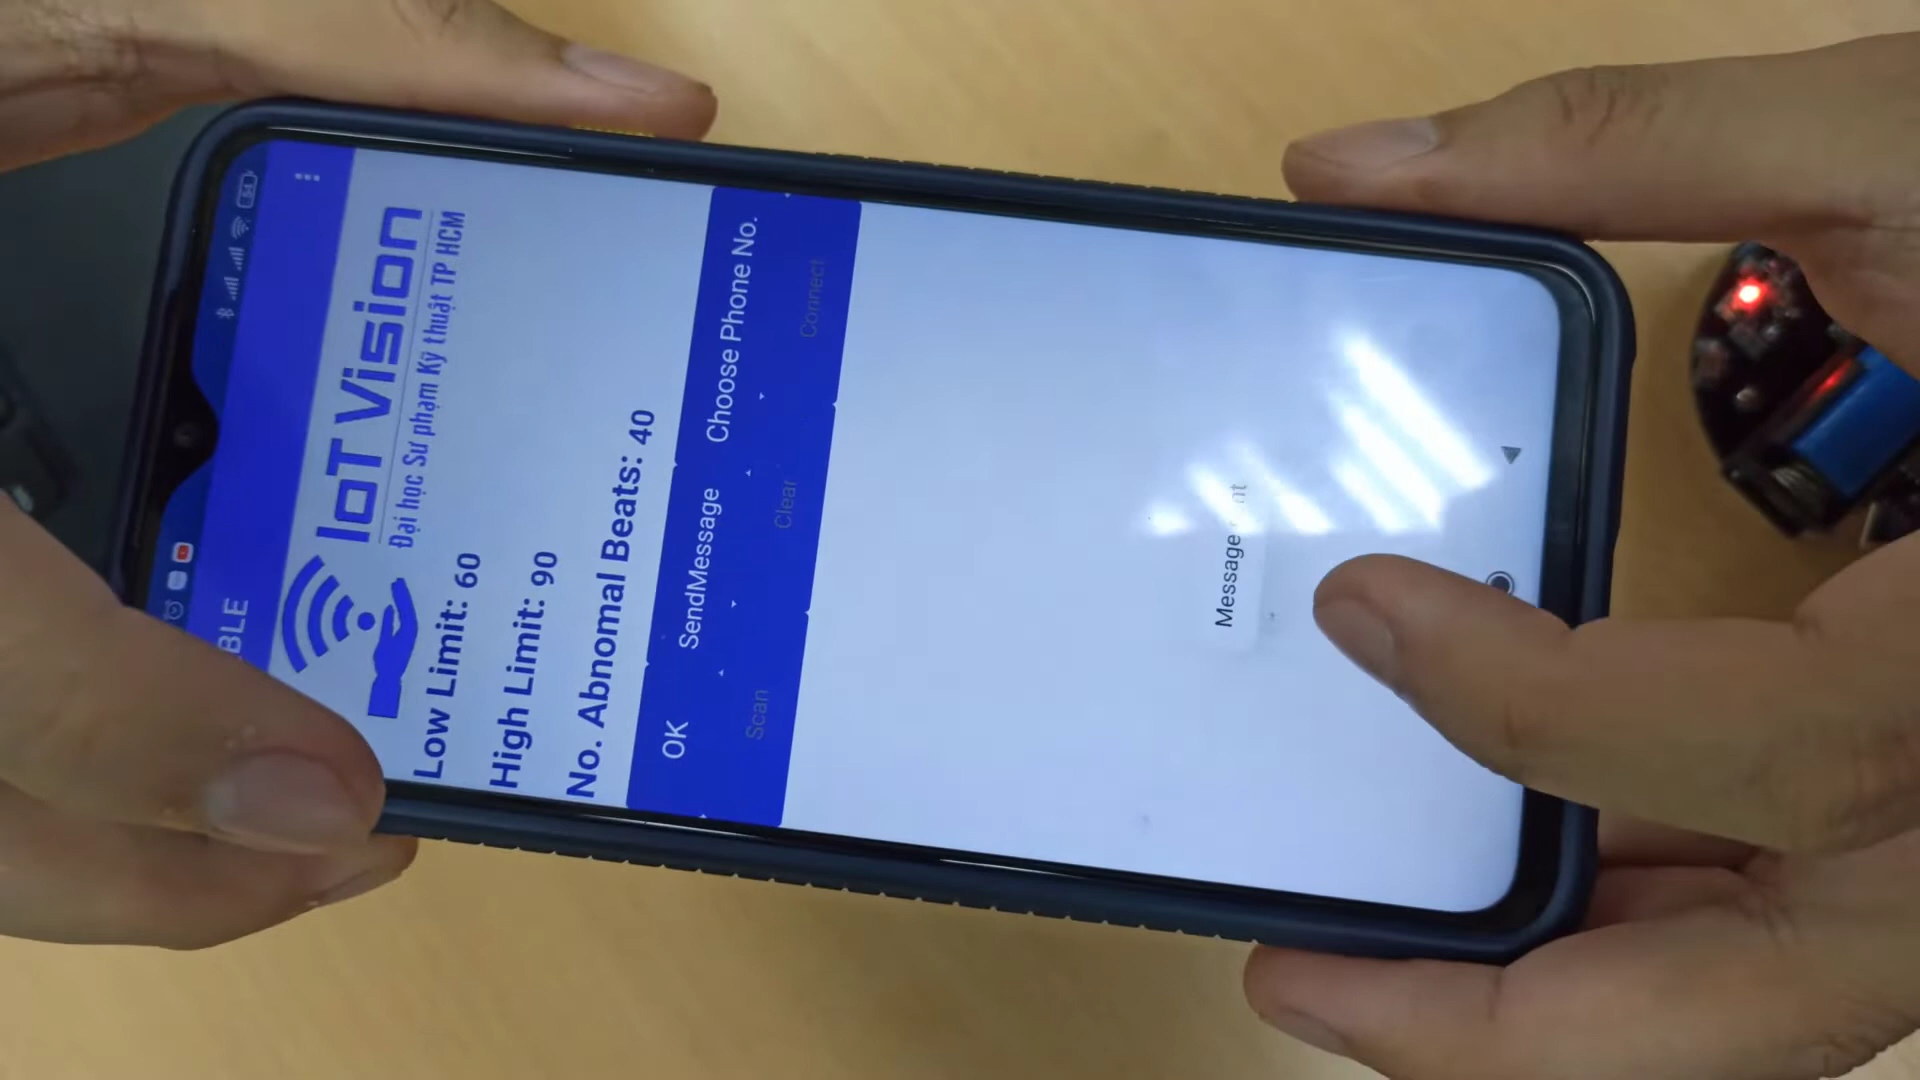 54
BLE
IoT Vision
Đại học Sư phạm Kỹ thuật TP HCM
Low Limit: 60
High Limit: 90
No. Abnomal Beats: 40
OK SendMessage Choose Phone No.
Scan Clear Connect
Message